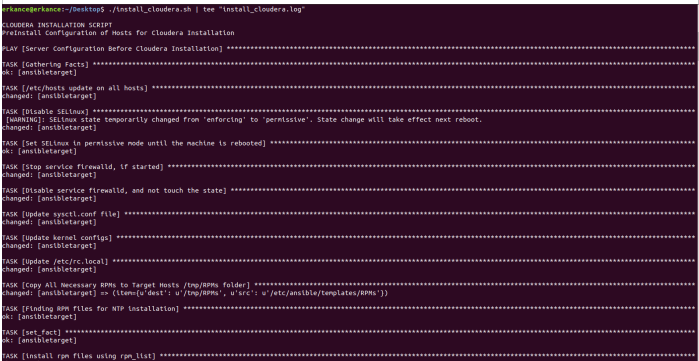 erkance@erkance:~/Desktop$ ./install_cloudera.sh | tee "install_cloudera.log"
CLOUDERA INSTALLATION SCRIPT
PreInstall Configuration of Hosts for Cloudera Installation
PLAY [Server Configuration Before Cloudera Installation] ****************************************************************************************************
TASK [Gathering Facts] ****************************************************************************************************
ok: [ansibletarget]
TASK [/etc/hosts update on all hosts] ****************************************************************************************************
changed: [ansibletarget]
TASK [Disable SELinux] ****************************************************************************************************
[WARNING]: SELinux state temporarily changed from 'enforcing' to 'permissive'. State change will take effect next reboot.
changed: [ansibletarget]
TASK [Set SELinux in permissive mode until the machine is rebooted] ****************************************************************************************************
ok: [ansibletarget]
TASK [Stop service firewalld, if started] ****************************************************************************************************
changed: [ansibletarget]
TASK [Disable service firewalld, and not touch the state] ****************************************************************************************************
changed: [ansibletarget]
TASK [Update sysctl.conf file] ****************************************************************************************************
changed: [ansibletarget]
TASK [Update kernel configs] ****************************************************************************************************
changed: [ansibletarget]
TASK [Update /etc/rc.local] ****************************************************************************************************
changed: [ansibletarget]
TASK [Copy All Necessary RPMs to Target Hosts /tmp/RPMs folder] ****************************************************************************************************
changed: [ansibletarget] => (item={u'dest': u'/tmp/RPMs', u'src': u'/etc/ansible/templates/RPMs'})
TASK [Finding RPM files for NTP installation] ****************************************************************************************************
ok: [ansibletarget]
TASK [set_fact] ****************************************************************************************************
ok: [ansibletarget]
TASK [install rpm files using rpm_list] ****************************************************************************************************